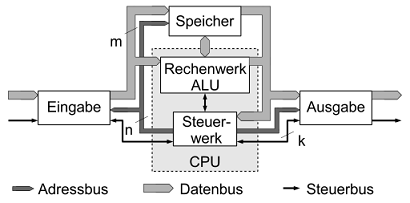 Speicher
m
Rechenwerk
ALU
Eingabe
Ausgabe
Steuer-
werk
n
k
CPU
Adressbus
Datenbus
Steuerbus